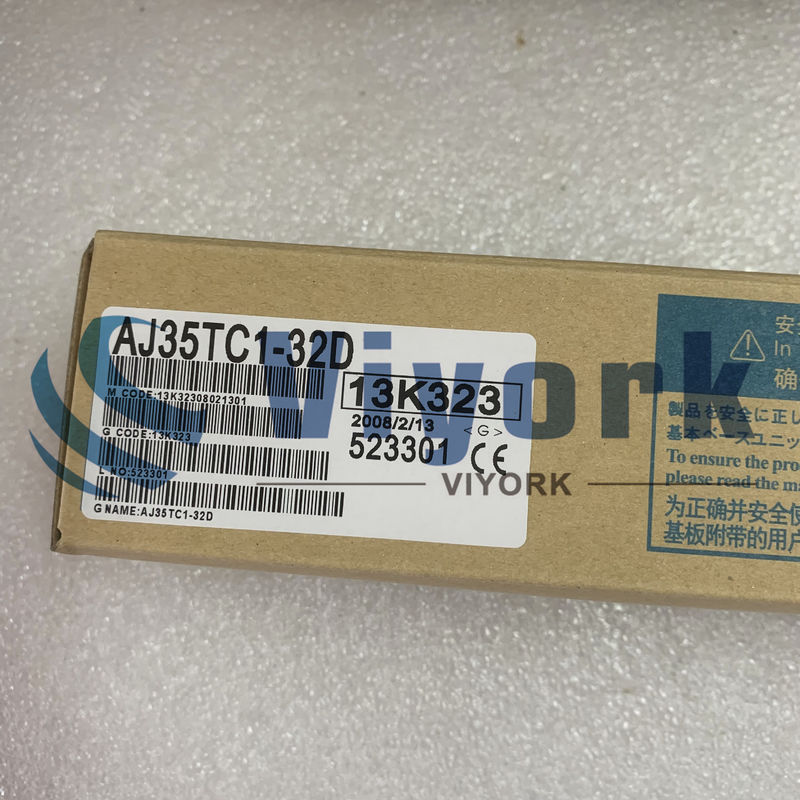 AJ35TC1-32D
M CODE:13K32308021301
13K323
G CODE:13K323
2008/2/13
<G>
523301 CE
L NO:523301
G NAME:AJ35TC1-32D
Viyork
VIYORK
安
In
确
製品を安全に正し
基本ベースユニッ
To ensure the pro
please read the ma
为正确并安全使
基板附带的用户